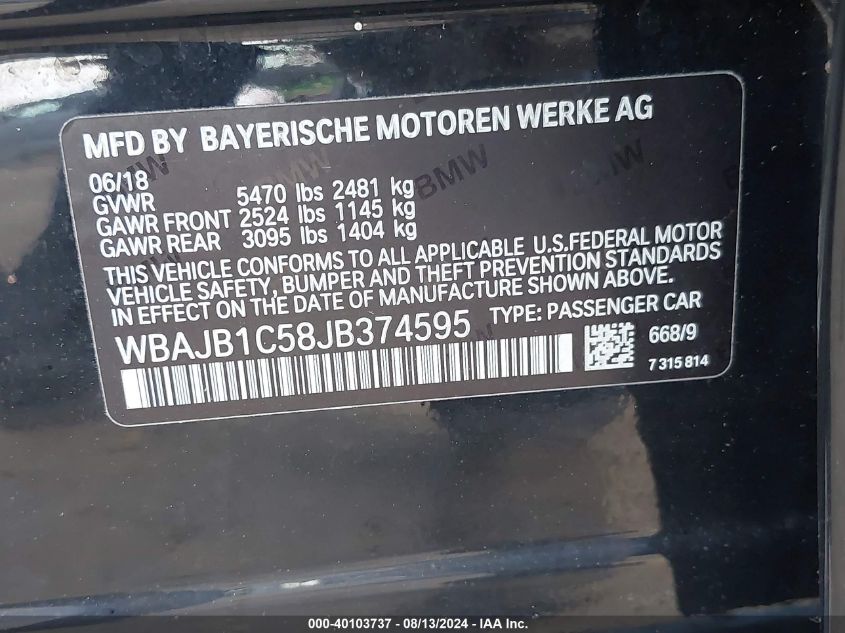 MFD BY BAYERISCHE MOTOREN WERKE AG
06/18
GVWR 5470 lbs 2481 kg
GAWR FRONT 2524 lbs 1145 kg
GAWR REAR 3095 lbs 1404 kg
THIS VEHICLE CONFORMS TO ALL APPLICABLE U.S.FEDERAL MOTOR
VEHICLE SAFETY, BUMPER AND THEFT PREVENTION STANDARDS
IN EFFECT ON THE DATE OF MANUFACTURE SHOWN ABOVE.
WBAJB1C58JB374595 TYPE: PASSENGER CAR
668/9
7 315 814
BMW BMW BMW
000-40103737 - 08/13/2024 - IAA Inc.